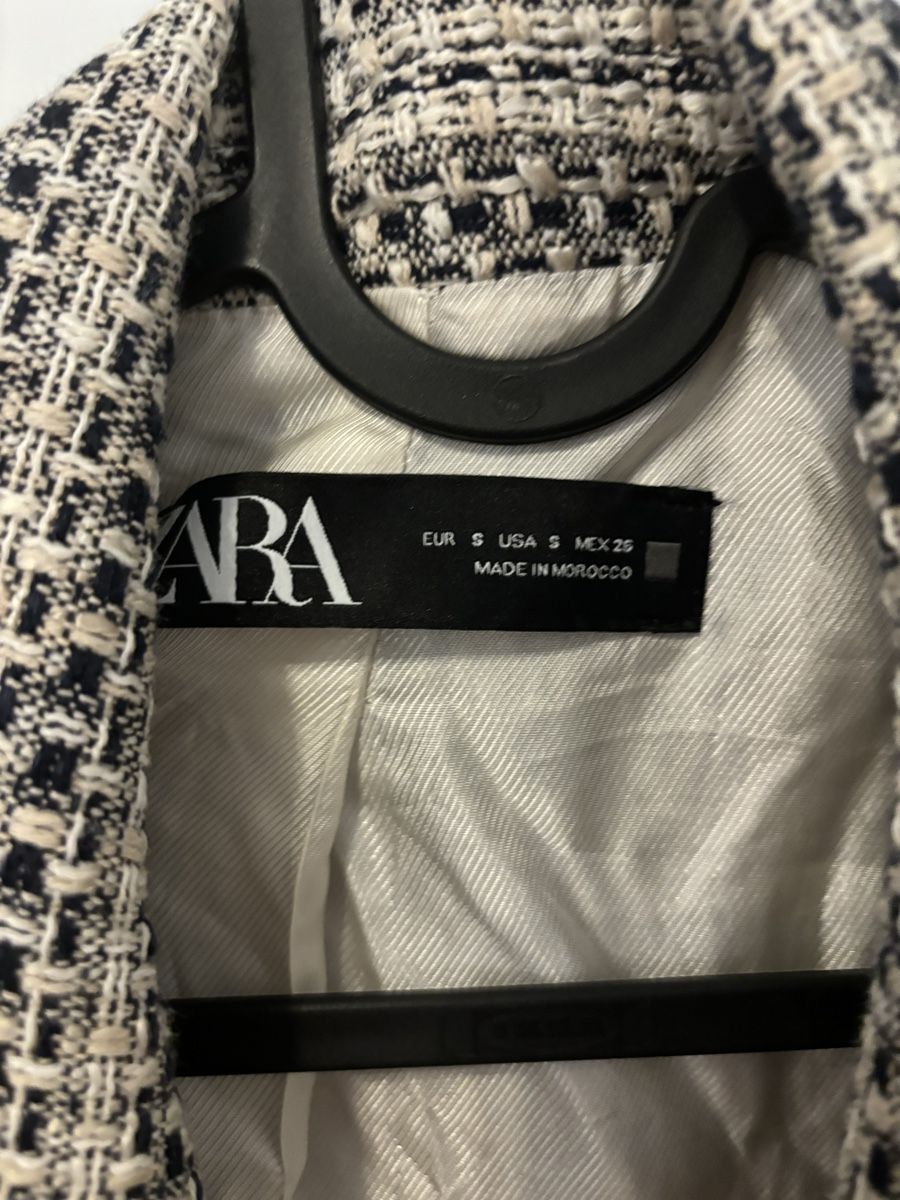 ZARA
EUR S USA S MEX 26
MADE IN MOROCCO